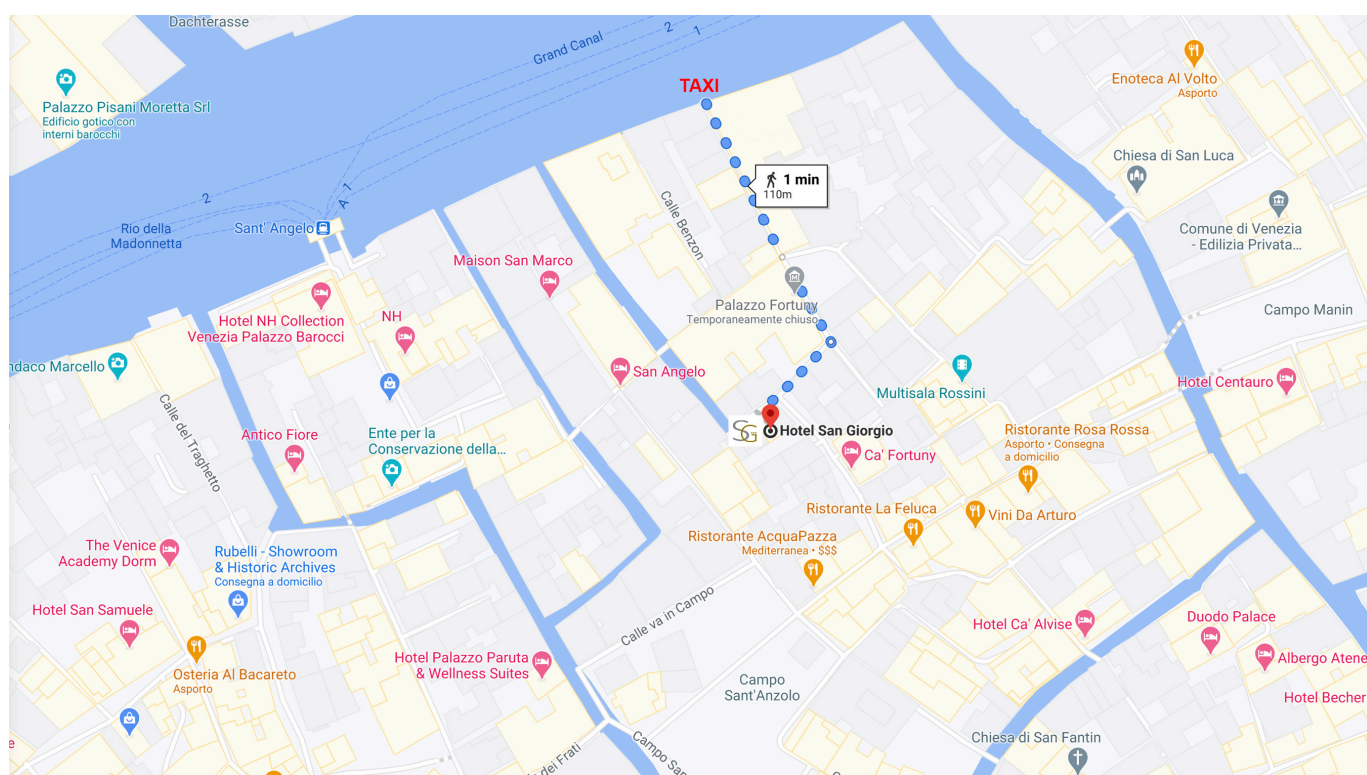 Dachterasse
Grand Canal
2
1
TAXI
Enoteca Al Volto
Asporto
Palazzo Pisani Moretta Srl
Edificio gotico con
interni barocchi
1 min
110m
Chiesa di San Luca
2
A 1
Rio della
Madonnetta
Sant' Angelo
Calle Benzon
Comune di Venezia
- Edilizia Privata...
Maison San Marco
Palazzo Fortuny
Temporaneamente chiuso
Campo Manin
Hotel NH Collection
Venezia Palazzo Barocci
NH
ndaco Marcello
San Angelo
Multisala Rossini
Hotel Centauro
Calle del Traghetto
Antico Fiore
Ente per la
Conservazione della...
SG
Hotel San Giorgio
Ca' Fortuny
Ristorante Rosa Rossa
Asporto • Consegna
a domicilio
Ristorante La Feluca
Vini Da Arturo
Ristorante AcquaPazza
Mediterranea • $$$
The Venice
Academy Dorm
Rubelli - Showroom
& Historic Archives
Consegna a domicilio
Hotel San Samuele
Calle va in Campo
Hotel Ca' Alvise
Duodo Palace
Osteria Al Bacareto
Asporto
Hotel Palazzo Paruta
& Wellness Suites
Albergo Atene
Campo
Sant'Anzolo
Hotel Becher
e
dei Frati
Campo San
Chiesa di San Fantin